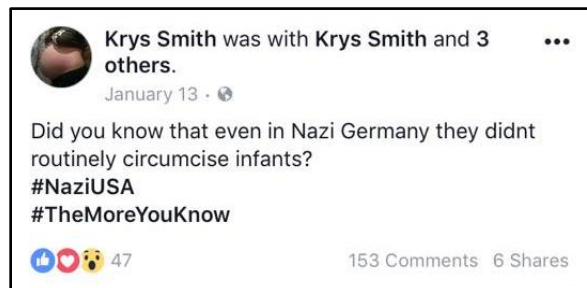 Krys Smith was with Krys Smith and 3
others.
January 13 ·
Did you know that even in Nazi Germany they didnt
routinely circumcise infants?
#NaziUSA
#TheMoreYouKnow
47 153 Comments 6 Shares